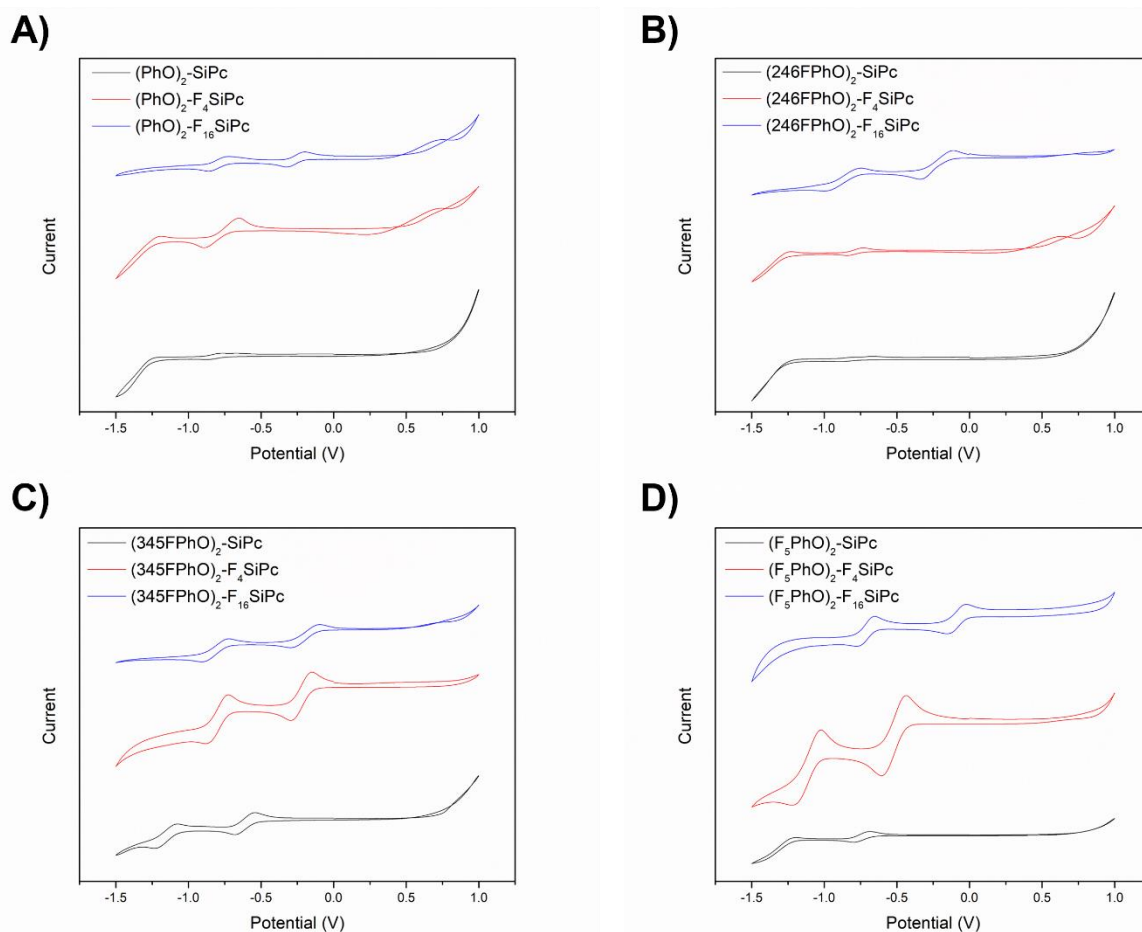 A)
(PhO)₂-SiPc
(PhO)₂-F₄SiPc
(PhO)₂-F₁₆SiPc
Current
-1.5 -1.0 -0.5 0.0 0.5 1.0
Potential (V)
B)
(246FPhO)₂-SiPc
(246FPhO)₂-F₄SiPc
(246FPhO)₂-F₁₆SiPc
Current
-1.5 -1.0 -0.5 0.0 0.5 1.0
Potential (V)
C)
(345FPhO)₂-SiPc
(345FPhO)₂-F₄SiPc
(345FPhO)₂-F₁₆SiPc
Current
-1.5 -1.0 -0.5 0.0 0.5 1.0
Potential (V)
D)
(F₅PhO)₂-SiPc
(F₅PhO)₂-F₄SiPc
(F₅PhO)₂-F₁₆SiPc
Current
-1.5 -1.0 -0.5 0.0 0.5 1.0
Potential (V)